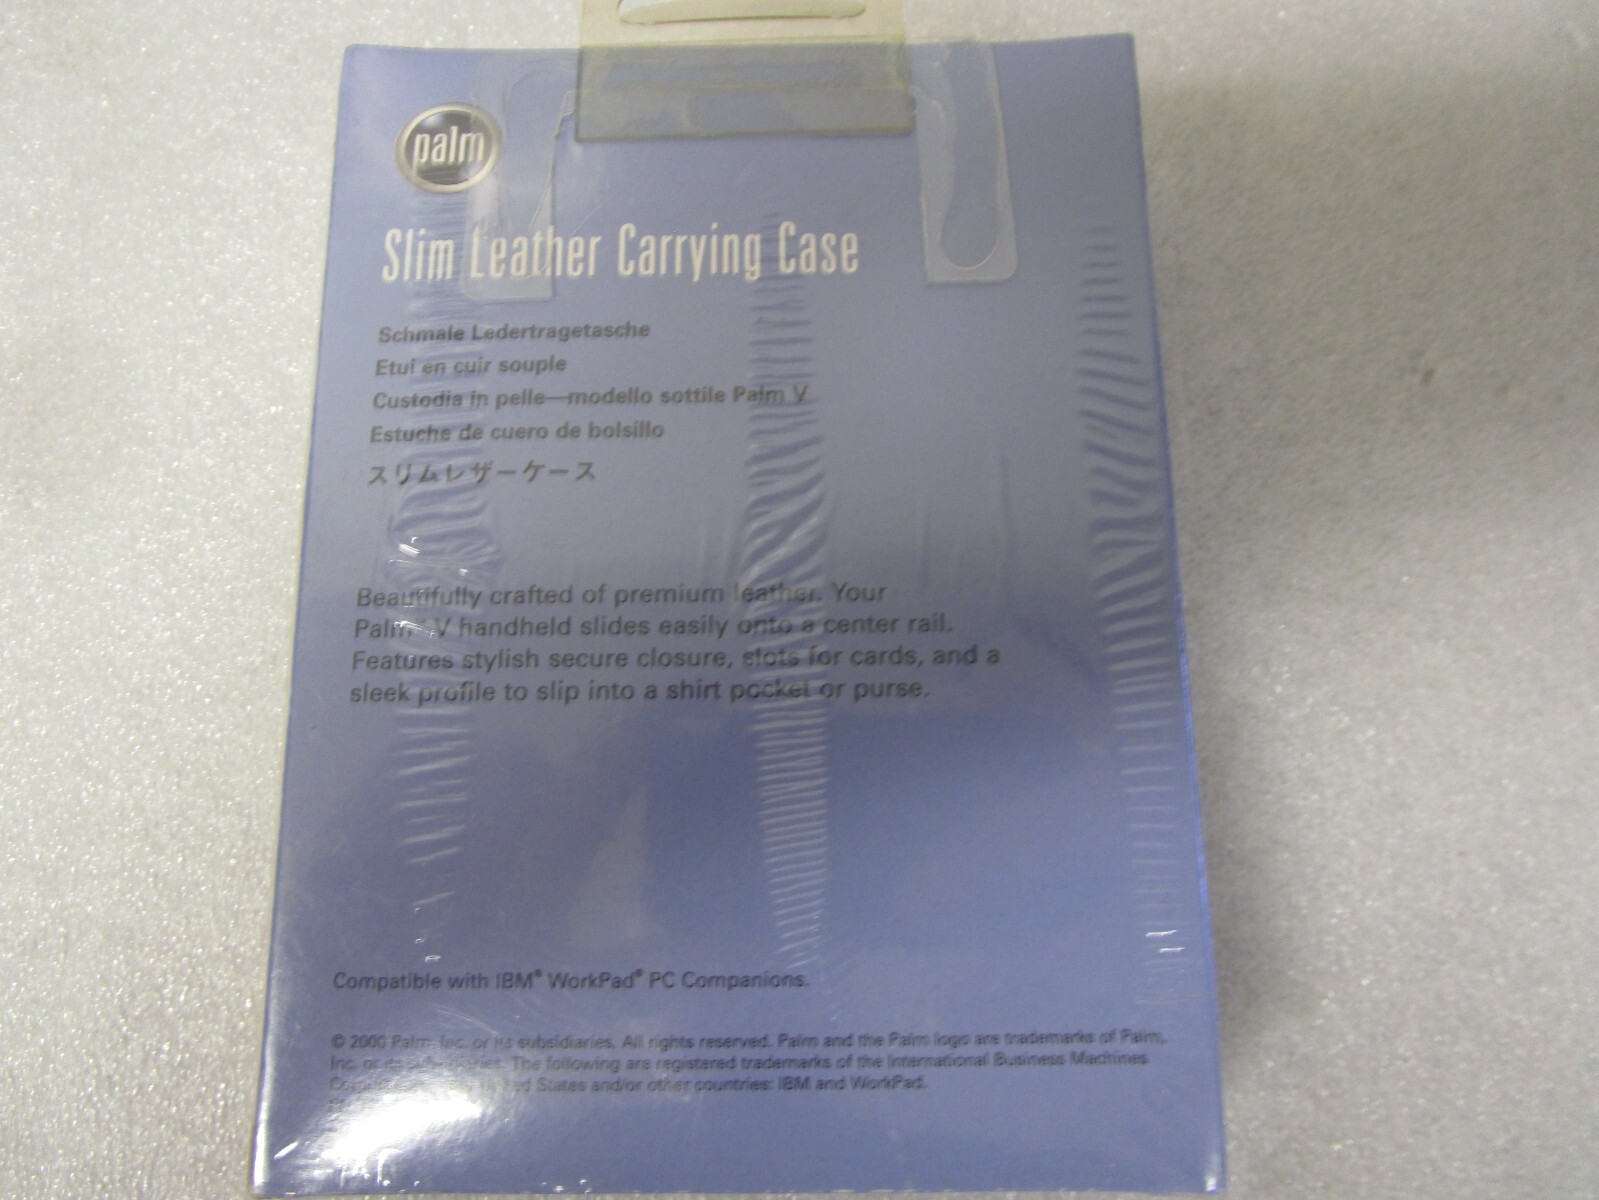 palm
Slim Leather Carrying Case
Schmale Ledertragetasche
Etui en cuir souple
Custodia in pelle—modello sottile Palm V
Estuche de cuero de bolsillo
スリムレザーケース
Beautifully crafted of premium leather. Your
Palm™ V handheld slides easily onto a center rail.
Features stylish secure closure, slots for cards, and a
sleek profile to slip into a shirt pocket or purse.
Compatible with IBM® WorkPad® PC Companions.
© 2000 Palm, Inc. or its subsidiaries. All rights reserved. Palm and the Palm logo are trademarks of Palm,
Inc. or its subsidiaries. The following are registered trademarks of the International Business Machines
States and/or other countries: IBM and WorkPad.